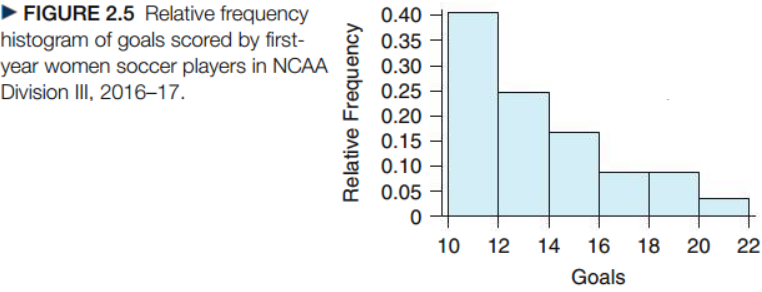 ▶ FIGURE 2.5 Relative frequency
histogram of goals scored by first-
year women soccer players in NCAA
Division III, 2016–17.
Relative Frequency
0.40
0.35
0.30
0.25
0.20
0.15
0.10
0.05
0
10 12 14 16 18 20 22
Goals